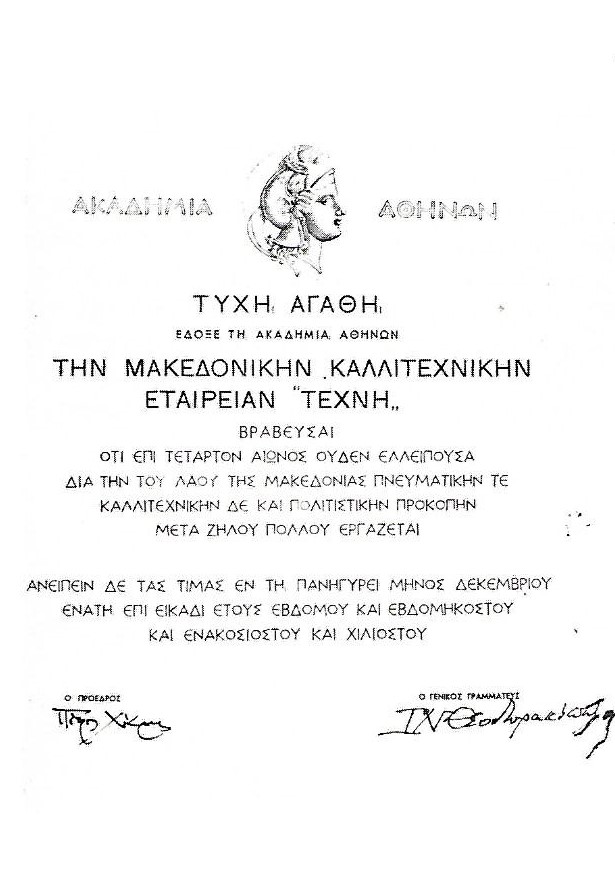 ΑΚΑΔΗΜΙΑ ΑΘΗΝΩΝ
ΤΥΧΗι ΑΓΑΘΗι
ΕΔΟΞΕ ΤΗ ΑΚΑΔΗΜΙΑ ΑΘΗΝΩΝ
ΤΗΝ ΜΑΚΕΔΟΝΙΚΗΝ ΚΑΛΛΙΤΕΧΝΙΚΗΝ
ΕΤΑΙΡΕΙΑΝ "ΤΕΧΝΗ„
ΒΡΑΒΕΥΣΑΙ
ΟΤΙ ΕΠΙ ΤΕΤΑΡΤΟΝ ΑΙΩΝΟΣ ΟΥΔΕΝ ΕΛΛΕΙΠΟΥΣΑ
ΔΙΑ ΤΗΝ ΤΟΥ ΛΑΟΥ ΤΗΣ ΜΑΚΕΔΟΝΙΑΣ ΠΝΕΥΜΑΤΙΚΗΝ ΤΕ
ΚΑΛΛΙΤΕΧΝΙΚΗΝ ΔΕ ΚΑΙ ΠΟΛΙΤΙΣΤΙΚΗΝ ΠΡΟΚΟΠΗΝ
ΜΕΤΑ ΖΗΛΟΥ ΠΟΛΛΟΥ ΕΡΓΑΖΕΤΑΙ
ΑΝΕΙΠΕΙΝ ΔΕ ΤΑΣ ΤΙΜΑΣ ΕΝ ΤΗι ΠΑΝΗΓΥΡΕΙ ΜΗΝΟΣ ΔΕΚΕΜΒΡΙΟΥ
ΕΝΑΤΗ ΕΠΙ ΕΙΚΑΔΙ ΕΤΟΥΣ ΕΒΔΟΜΟΥ ΚΑΙ ΕΒΔΟΜΗΚΟΣΤΟΥ
ΚΑΙ ΕΝΑΚΟΣΙΟΣΤΟΥ ΚΑΙ ΧΙΛΙΟΣΤΟΥ
Ο ΠΡΟΕΔΡΟΣ
Ο ΓΕΝΙΚΟΣ ΓΡΑΜΜΑΤΕΥΣ